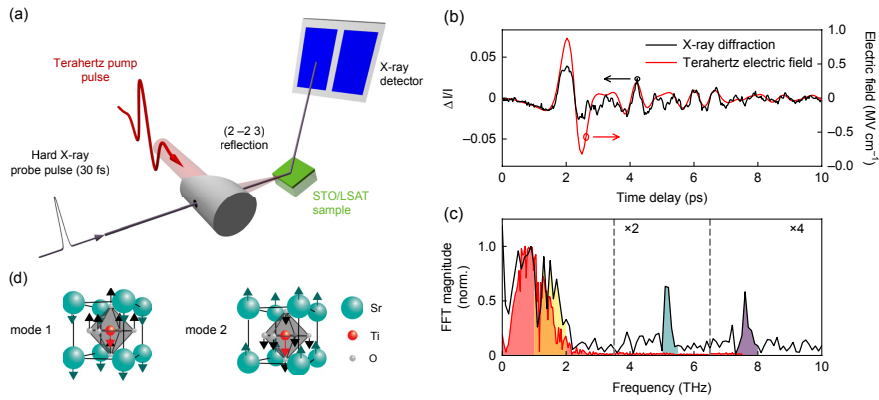 (a)
Terahertz pump
pulse
Hard X-ray
probe pulse (30 fs)
(2 –2 3)
reflection
X-ray
detector
STO/LSAT
sample
(b)
X-ray diffraction
Terahertz electric field
0.05
0
–0.05
Δ I/I
1.0
0.5
0
–0.5
–1.0
Electric field (MV cm⁻¹)
0 2 4 6 8 10
Time delay (ps)
(c)
×2
×4
1.0
0.5
0
FFT magnitude
(norm.)
0 2 4 6 8 10
Frequency (THz)
(d)
mode 1
mode 2
Sr
Ti
O